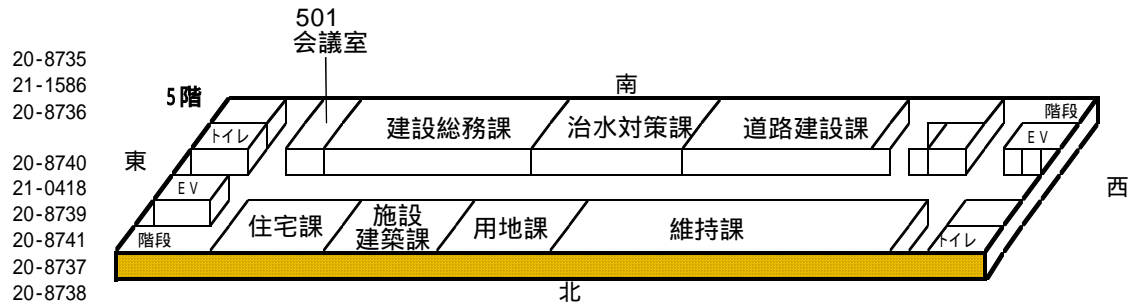 501
会議室
20-8735
21-1586
20-8736
20-8740
21-0418
20-8739
20-8741
20-8737
20-8738
南
5階
階段
トイレ
建設総務課
治水対策課
道路建設課
EV
東
西
EV
住宅課
施設
建築課
用地課
維持課
階段
トイレ
北